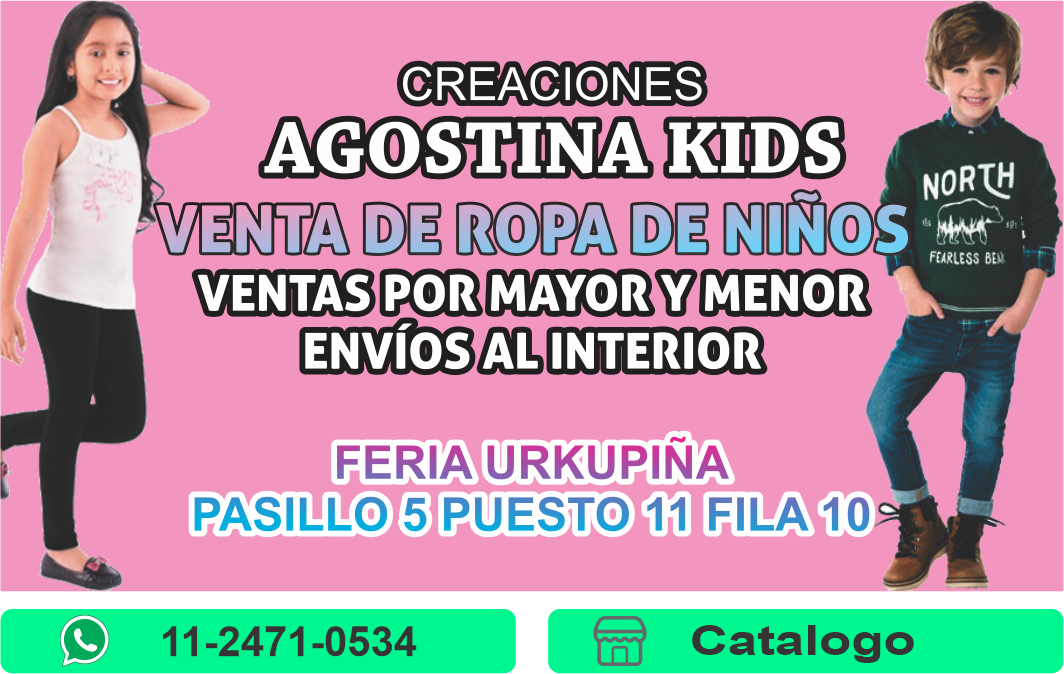 CREACIONES
AGOSTINA KIDS
VENTA DE ROPA DE NIÑOS
VENTAS POR MAYOR Y MENOR
ENVÍOS AL INTERIOR
NORTH
FEARLESS BEAR
FERIA URKUPIÑA
PASILLO 5 PUESTO 11 FILA 10
11-2471-0534
Catalogo